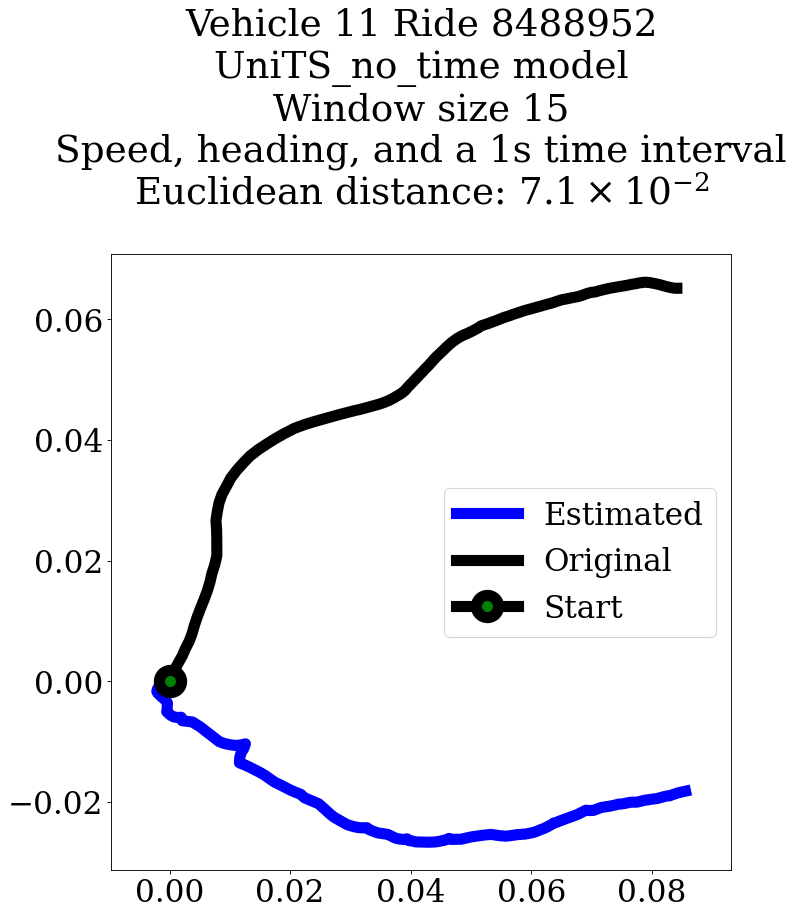 Vehicle 11 Ride 8488952
UniTS_no_time model
Window size 15
Speed, heading, and a 1s time interval
Euclidean distance: 7.1 × 10⁻²
0.06
0.04
0.02
0.00
−0.02
Estimated
Original
Start
0.00 0.02 0.04 0.06 0.08